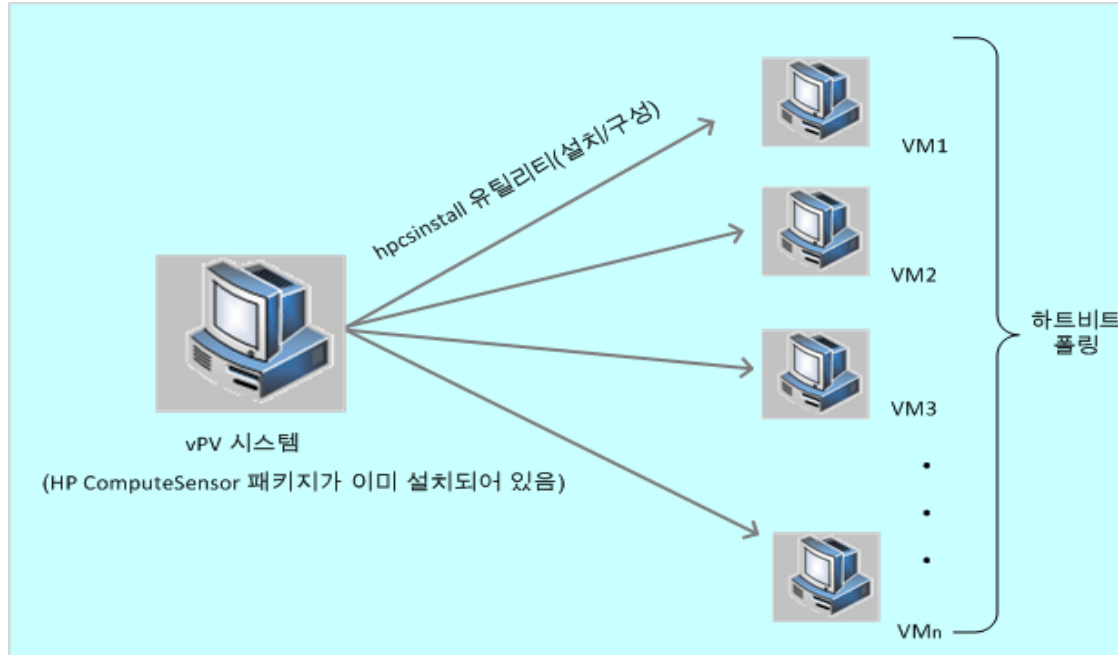 hpcsinstall 유틸리티(설치/구성)
VM1
VM2
VM3
VMn
하트비트
폴링
vPV 시스템
(HP ComputeSensor 패키지가 이미 설치되어 있음)